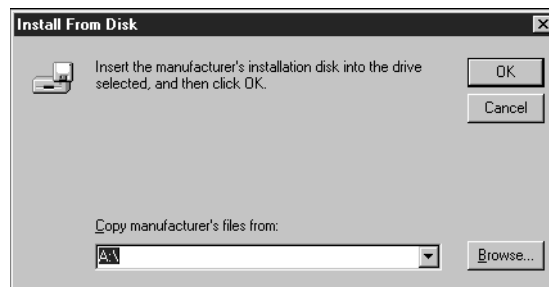 Install From Disk
Insert the manufacturer's installation disk into the drive
selected, and then click OK.
OK
Cancel
Copy manufacturer's files from:
A:\
Browse...